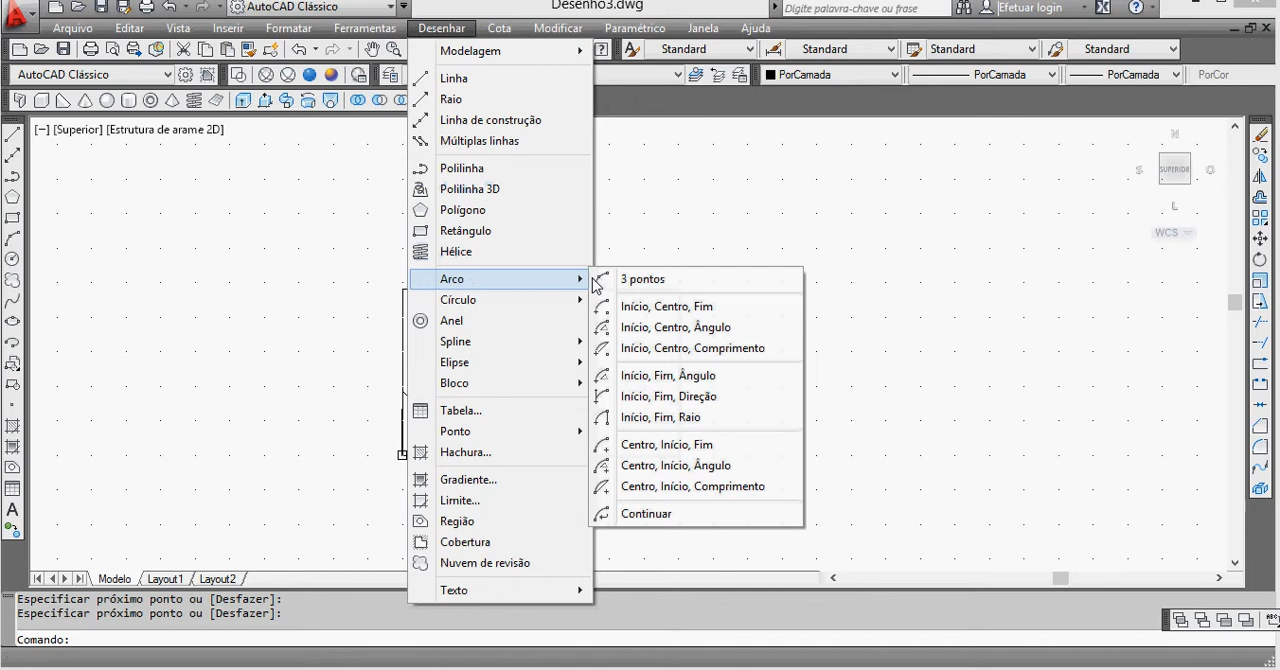 AutoCAD Clássico
Desenho3.dwg
Digite palavra-chave ou frase
Efetuar login
Arquivo
Editar
Vista
Inserir
Formatar
Ferramentas
Desenhar
Cota
Modificar
Paramétrico
Janela
Ajuda
Standard
Standard
Standard
Standard
AutoCAD Clássico
PorCamada
PorCamada
PorCamada
PorCor
[−] [Superior] [Estrutura de arame 2D]
Modelagem
Linha
Raio
Linha de construção
Múltiplas linhas
Polilinha
Polilinha 3D
Polígono
Retângulo
Hélice
Arco
Círculo
Anel
Spline
Elipse
Bloco
Tabela...
Ponto
Hachura...
Gradiente...
Limite...
Região
Cobertura
Nuvem de revisão
Texto
3 pontos
Início, Centro, Fim
Início, Centro, Ângulo
Início, Centro, Comprimento
Início, Fim, Ângulo
Início, Fim, Direção
Início, Fim, Raio
Centro, Início, Fim
Centro, Início, Ângulo
Centro, Início, Comprimento
Continuar
N
S
SUPERIOR
O
L
WCS
Modelo
Layout1
Layout2
Especificar próximo ponto ou [Desfazer]:
Especificar próximo ponto ou [Desfazer]:
Comando: